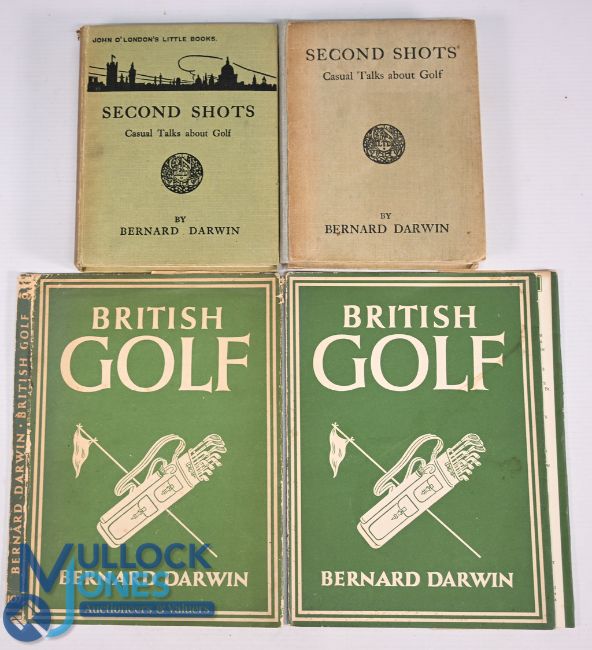 JOHN O' LONDON'S LITTLE BOOKS.
SECOND SHOTS
Casual Talks about Golf
BY
BERNARD DARWIN
SECOND SHOTS
Casual Talks about Golf
BY
BERNARD DARWIN
BERNARD DARWIN · BRITISH GOLF
BRITISH
GOLF
BERNARD DARWIN
BRITISH
GOLF
BERNARD DARWIN
MULLOCK
JONES
Auctioneers & Valuers